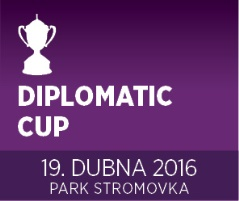 DIPLOMATIC
CUP
19. DUBNA 2016
PARK STROMOVKA